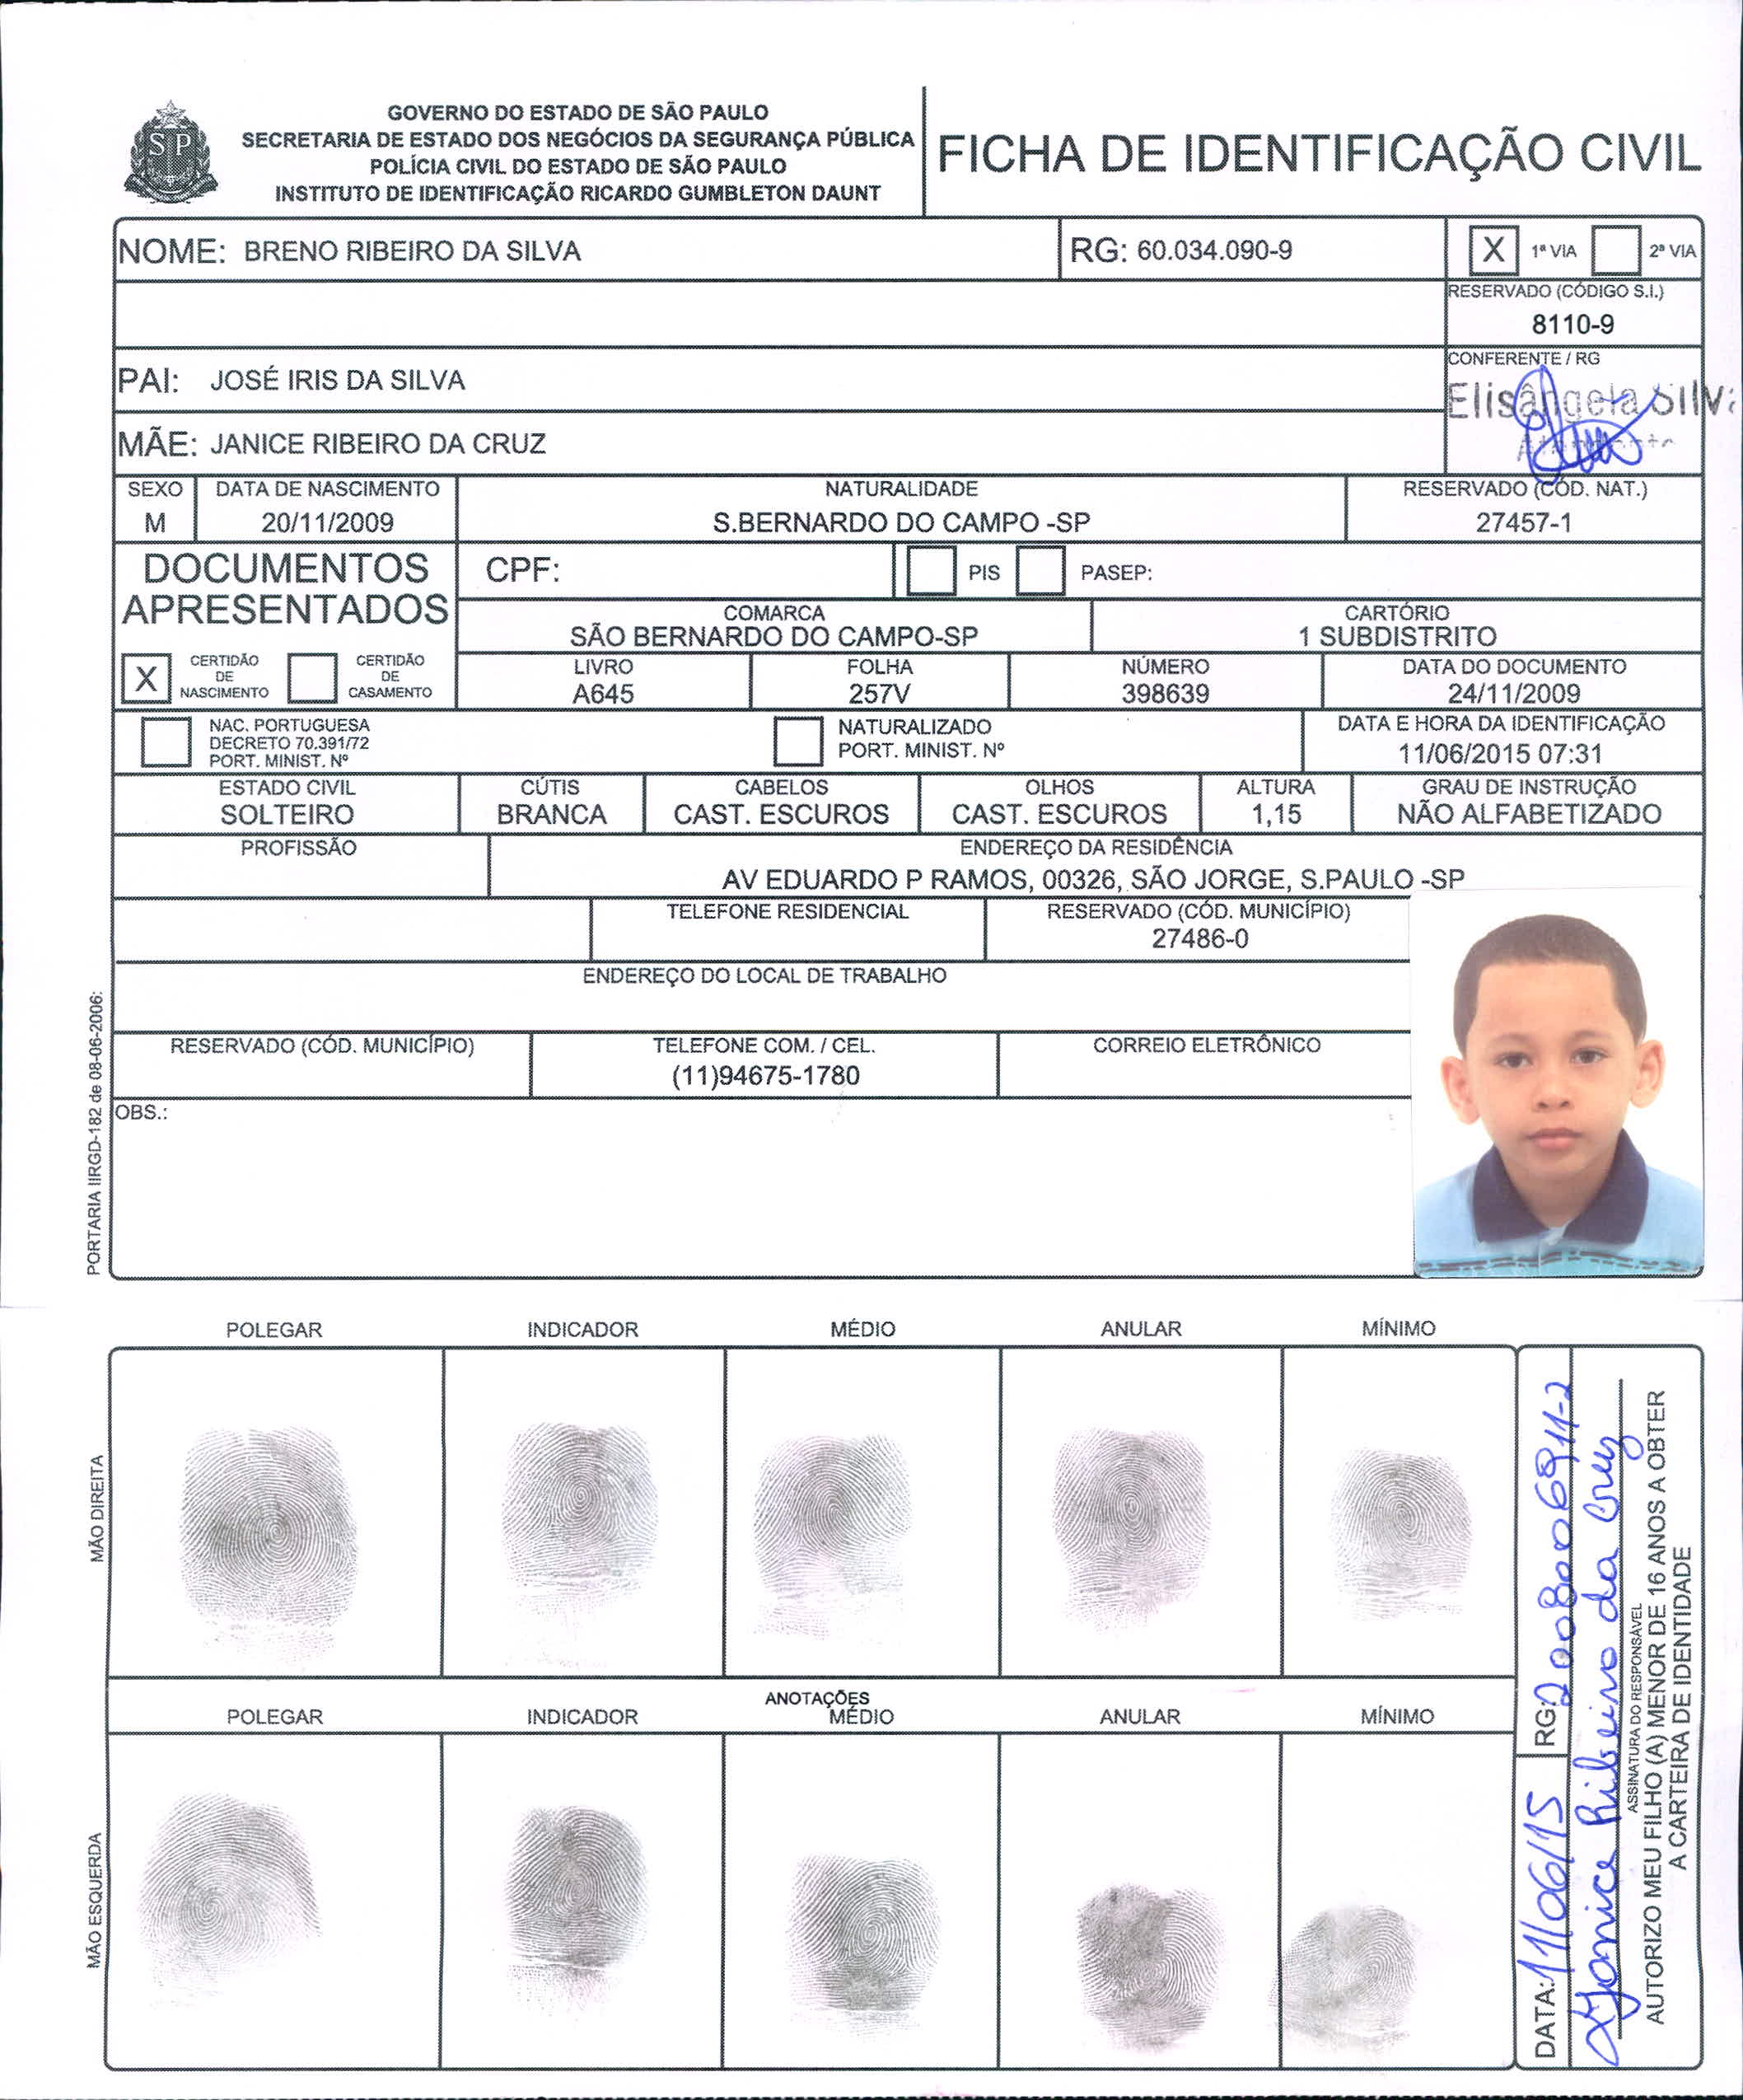 SP
GOVERNO DO ESTADO DE SÃO PAULO
SECRETARIA DE ESTADO DOS NEGÓCIOS DA SEGURANÇA PÚBLICA
POLÍCIA CIVIL DO ESTADO DE SÃO PAULO
INSTITUTO DE IDENTIFICAÇÃO RICARDO GUMBLETON DAUNT
FICHA DE IDENTIFICAÇÃO CIVIL
NOME: BRENO RIBEIRO DA SILVA
RG: 60.034.090-9
X 1ª VIA 2ª VIA
RESERVADO (CÓDIGO S.I.)
8110-9
PAI: JOSÉ IRIS DA SILVA
CONFERENTE / RG
Elisângela Silva
MÃE: JANICE RIBEIRO DA CRUZ
SEXO DATA DE NASCIMENTO NATURALIDADE RESERVADO (CÓD. NAT.)
M 20/11/2009 S.BERNARDO DO CAMPO -SP 27457-1
DOCUMENTOS
APRESENTADOS
CPF: PIS PASEP:
COMARCA CARTÓRIO
SÃO BERNARDO DO CAMPO-SP 1 SUBDISTRITO
X CERTIDÃO DE NASCIMENTO CERTIDÃO DE CASAMENTO
LIVRO FOLHA NÚMERO DATA DO DOCUMENTO
A645 257V 398639 24/11/2009
NAC. PORTUGUESA
DECRETO 70.391/72
PORT. MINIST. Nº
NATURALIZADO
PORT. MINIST. Nº
DATA E HORA DA IDENTIFICAÇÃO
11/06/2015 07:31
ESTADO CIVIL CÚTIS CABELOS OLHOS ALTURA GRAU DE INSTRUÇÃO
SOLTEIRO BRANCA CAST. ESCUROS CAST. ESCUROS 1,15 NÃO ALFABETIZADO
PROFISSÃO ENDEREÇO DA RESIDÊNCIA
AV EDUARDO P RAMOS, 00326, SÃO JORGE, S.PAULO -SP
TELEFONE RESIDENCIAL RESERVADO (CÓD. MUNICÍPIO)
27486-0
ENDEREÇO DO LOCAL DE TRABALHO
RESERVADO (CÓD. MUNICÍPIO) TELEFONE COM. / CEL. CORREIO ELETRÔNICO
(11)94675-1780
OBS.:
PORTARIA IIRGD-182 de 08-06-2006:
POLEGAR INDICADOR MÉDIO ANULAR MÍNIMO
MÃO DIREITA
ANOTAÇÕES
POLEGAR INDICADOR MÉDIO ANULAR MÍNIMO
MÃO ESQUERDA
DATA: 11/06/15 RG: 2008006911-2
Janice Ribeiro da Cruz
ASSINATURA DO RESPONSÁVEL
AUTORIZO MEU FILHO (A) MENOR DE 16 ANOS A OBTER
A CARTEIRA DE IDENTIDADE